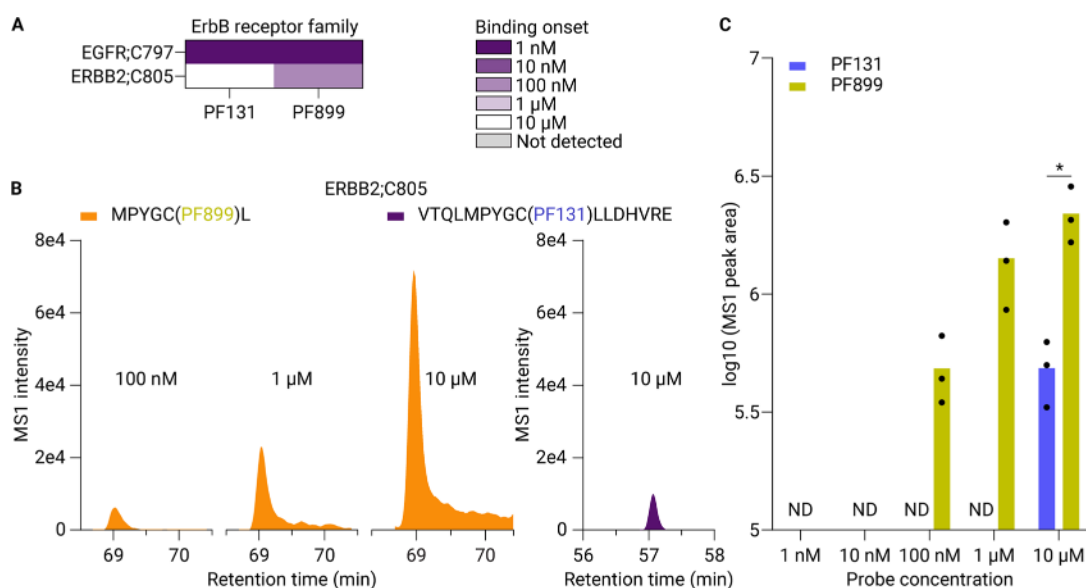 A
ErbB receptor family
EGFR;C797
ERBB2;C805
PF131 PF899
Binding onset
1 nM
10 nM
100 nM
1 µM
10 µM
Not detected
B
ERBB2;C805
MPYGC(PF899)L
VTQLMPYGC(PF131)LLDHVRE
MS1 intensity
8e4
6e4
4e4
2e4
0
100 nM
1 µM
10 µM
69 70 69 70 69 70
Retention time (min)
MS1 intensity
8e4
6e4
4e4
2e4
0
10 µM
56 57 58
Retention time (min)
C
PF131
PF899
log10 (MS1 peak area)
7
6.5
6
5.5
5
*
ND ND ND ND
1 nM 10 nM 100 nM 1 µM 10 µM
Probe concentration